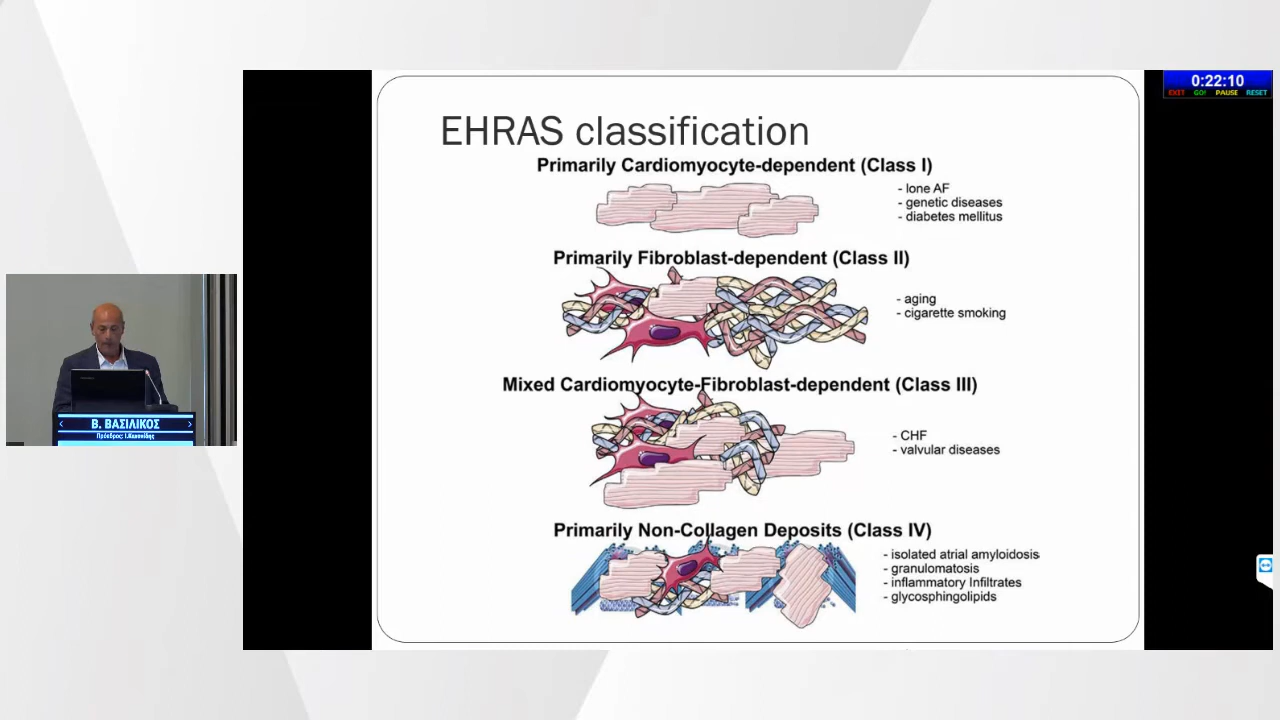 0:22:10
EXIT GO! PAUSE RESET
EHRAS classification
Primarily Cardiomyocyte-dependent (Class I)
- lone AF
- genetic diseases
- diabetes mellitus
Primarily Fibroblast-dependent (Class II)
- aging
- cigarette smoking
Mixed Cardiomyocyte-Fibroblast-dependent (Class III)
- CHF
- valvular diseases
Primarily Non-Collagen Deposits (Class IV)
- isolated atrial amyloidosis
- granulomatosis
- inflammatory Infiltrates
- glycosphingolipids
Β. ΒΑΣΙΛΙΚΟΣ